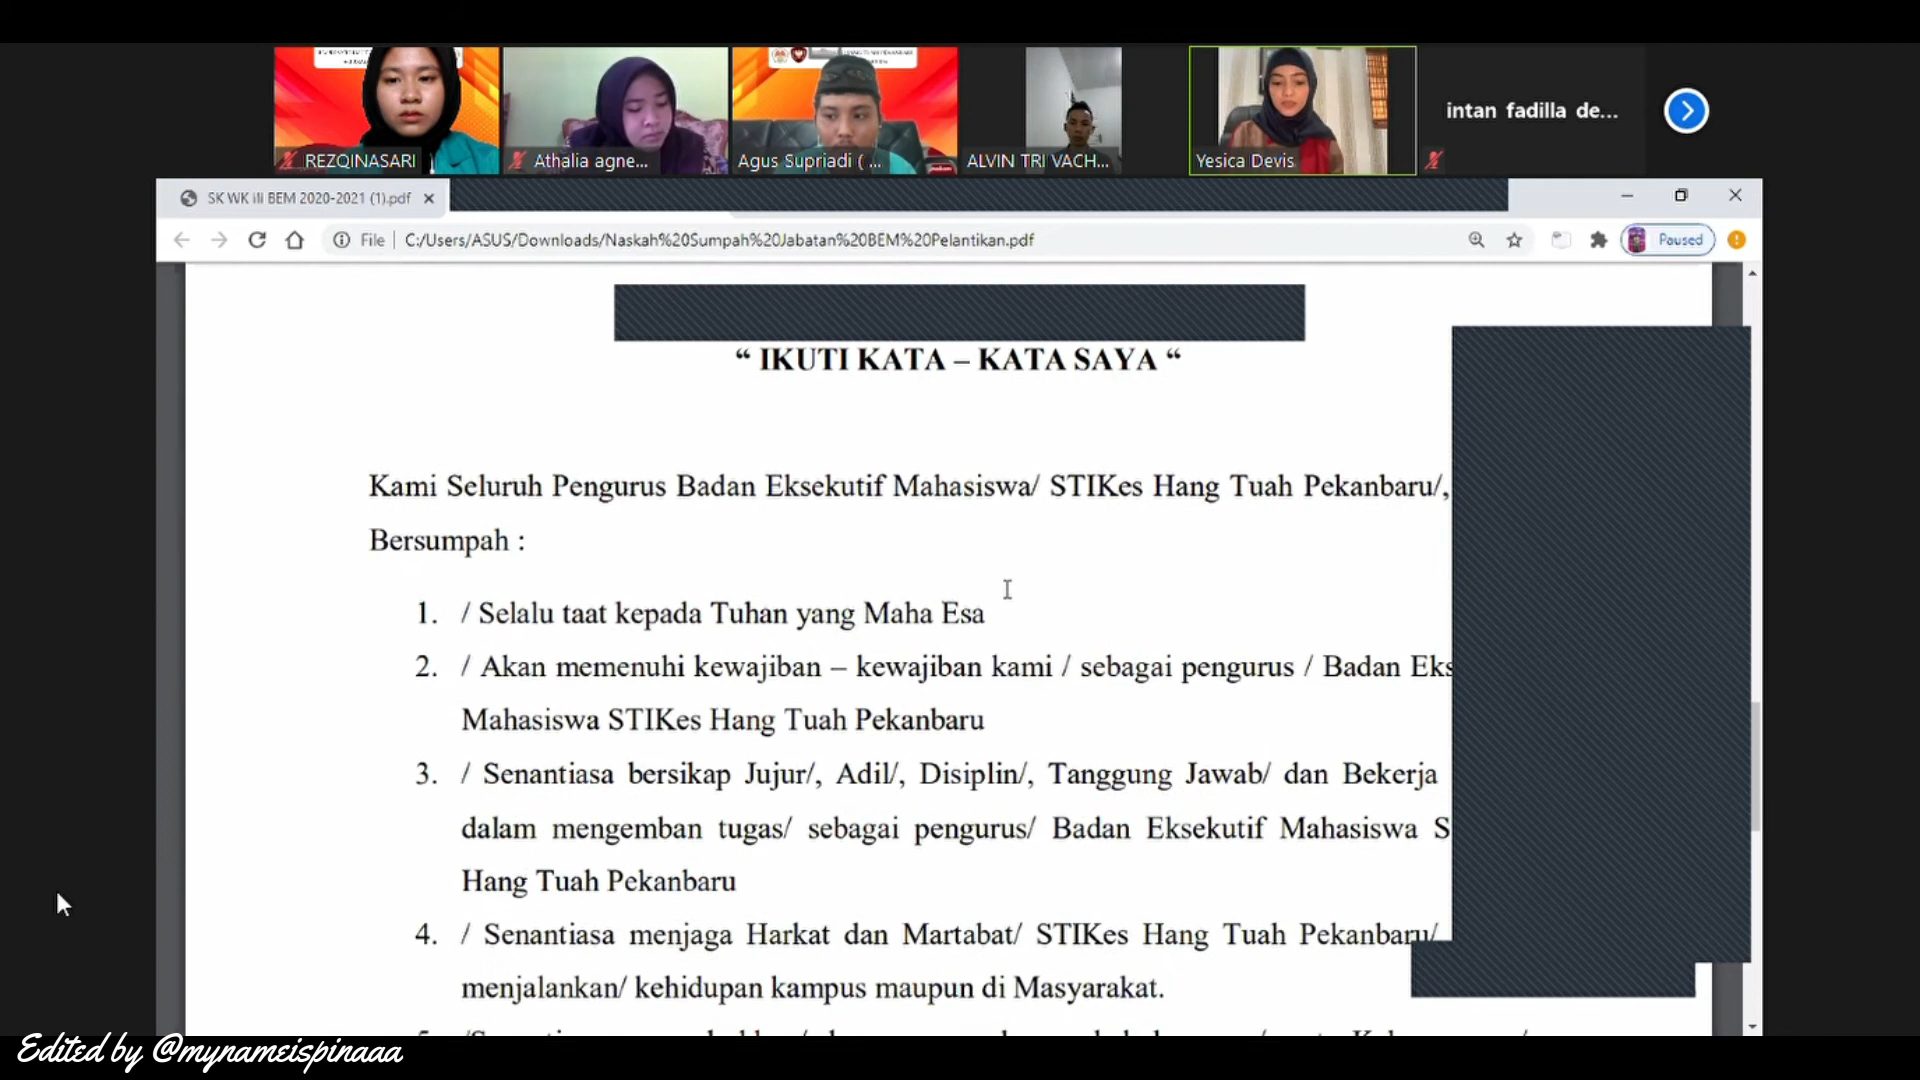 REZQINASARI
Athalia agne...
Agus Supriadi ( ...
ALVIN TRI VACH...
Yesica Devis
intan fadilla de...
SK WK III BEM 2020-2021 (1).pdf
File
C:/Users/ASUS/Downloads/Naskah%20Sumpah%20Jabatan%20BEM%20Pelantikan.pdf
Paused
“ IKUTI KATA – KATA SAYA “
Kami Seluruh Pengurus Badan Eksekutif Mahasiswa/ STIKes Hang Tuah Pekanbaru/,
Bersumpah :
1. / Selalu taat kepada Tuhan yang Maha Esa
2. / Akan memenuhi kewajiban – kewajiban kami / sebagai pengurus / Badan Eks
Mahasiswa STIKes Hang Tuah Pekanbaru
3. / Senantiasa bersikap Jujur/, Adil/, Disiplin/, Tanggung Jawab/ dan Bekerja
dalam mengemban tugas/ sebagai pengurus/ Badan Eksekutif Mahasiswa S
Hang Tuah Pekanbaru
4. / Senantiasa menjaga Harkat dan Martabat/ STIKes Hang Tuah Pekanbaru/
menjalankan/ kehidupan kampus maupun di Masyarakat.
Edited by @mynameispinaaa